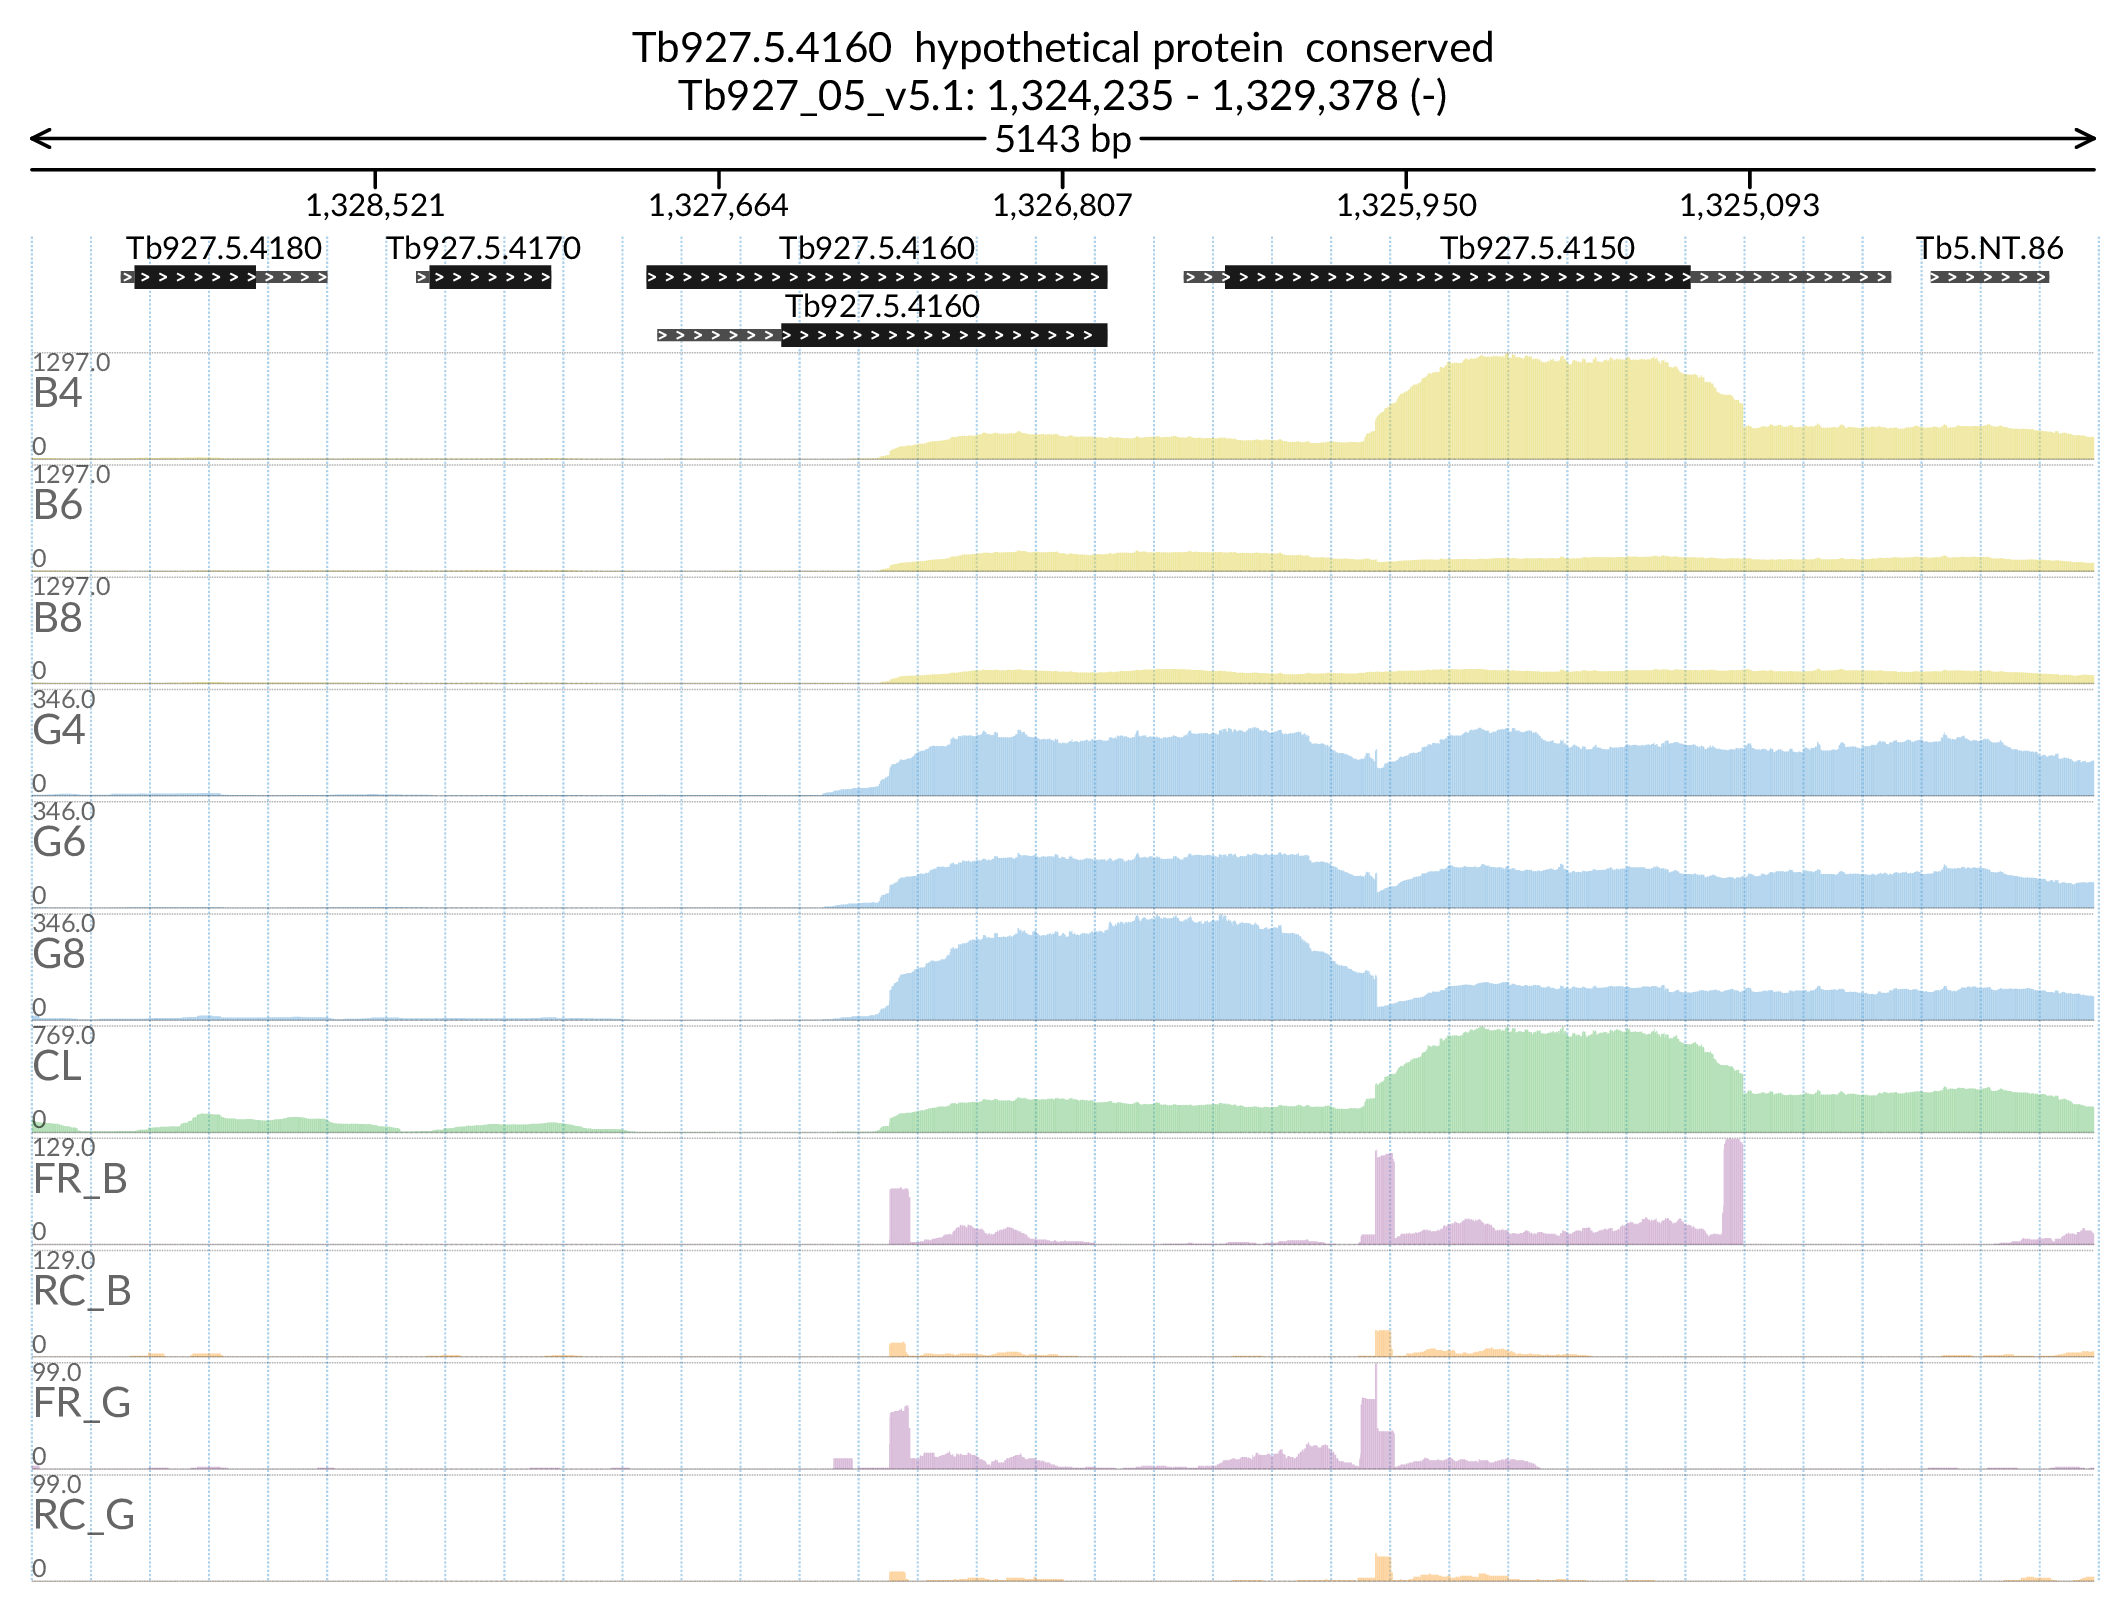 Tb927.5.4160  hypothetical protein  conserved
Tb927_05_v5.1: 1,324,235 - 1,329,378 (-)
5143 bp
1,328,521 1,327,664 1,326,807 1,325,950 1,325,093
Tb927.5.4180 Tb927.5.4170 Tb927.5.4160 Tb927.5.4150 Tb5.NT.86
Tb927.5.4160
1297.0
B4
0
1297.0
B6
0
1297.0
B8
0
346.0
G4
0
346.0
G6
0
346.0
G8
0
769.0
CL
0
129.0
FR_B
0
129.0
RC_B
0
99.0
FR_G
0
99.0
RC_G
0